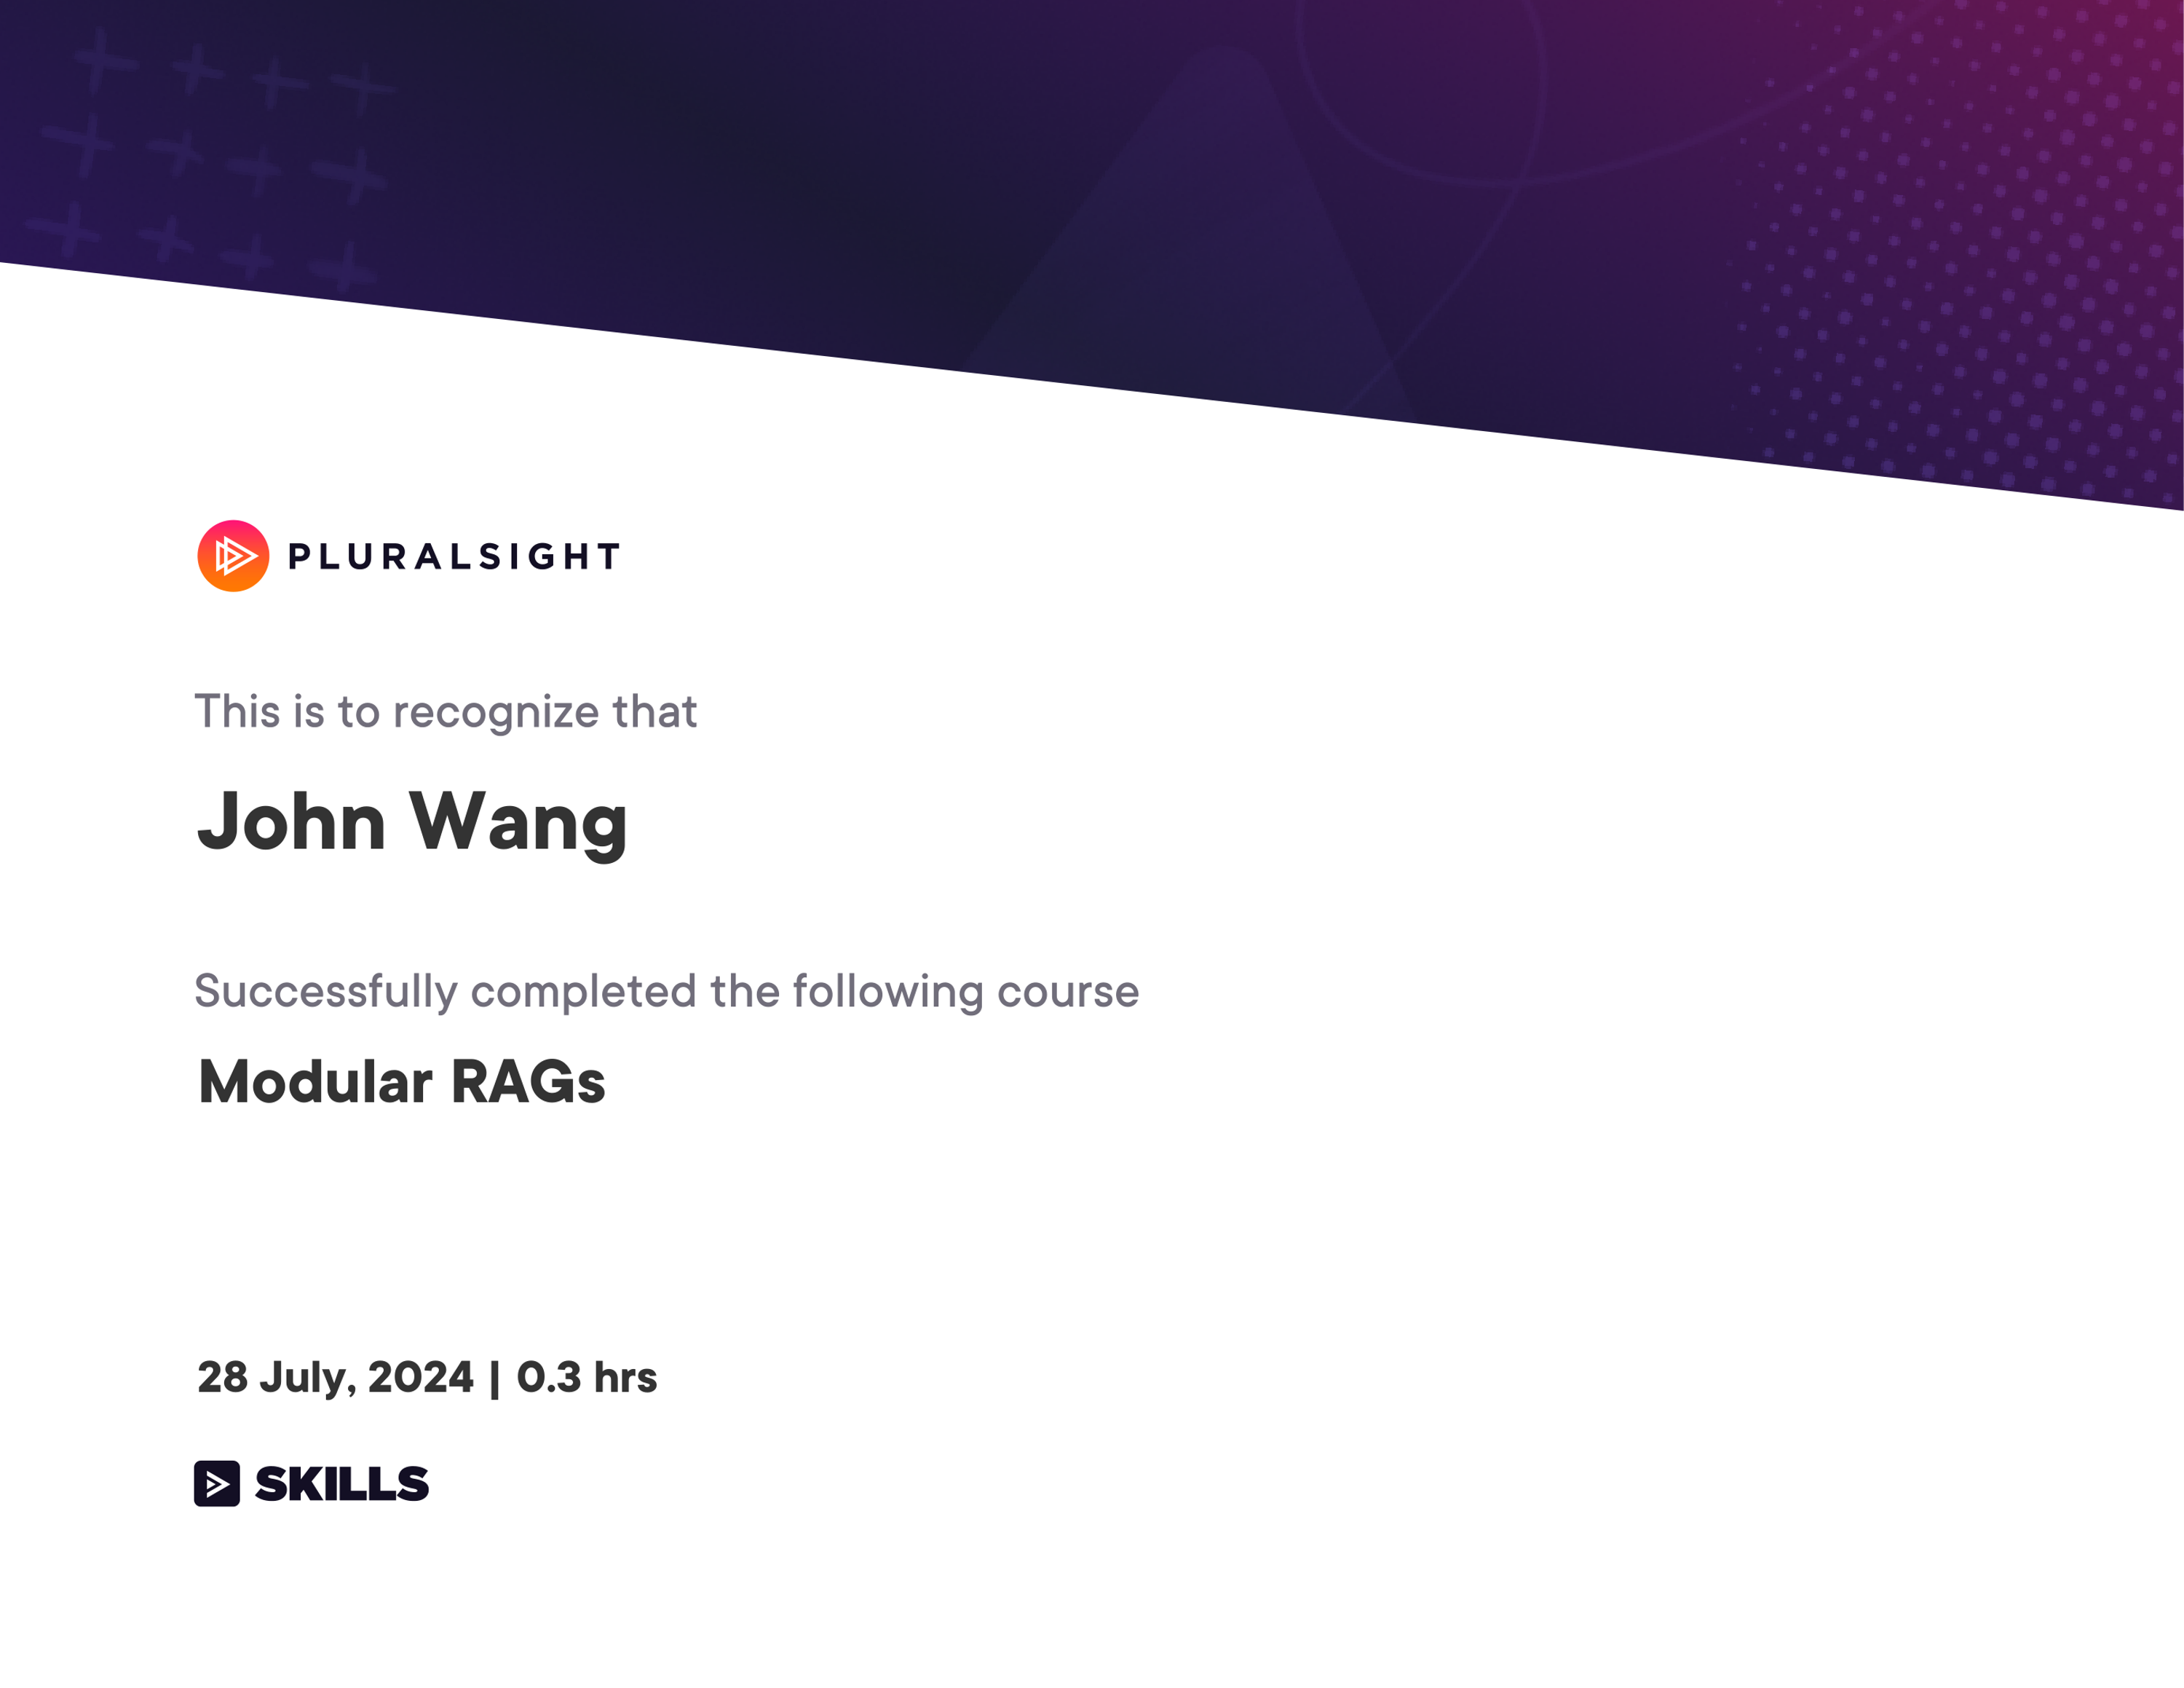 PLURALSIGHT
This is to recognize that
John Wang
Successfully completed the following course
Modular RAGs
28 July, 2024 | 0.3 hrs
SKILLS